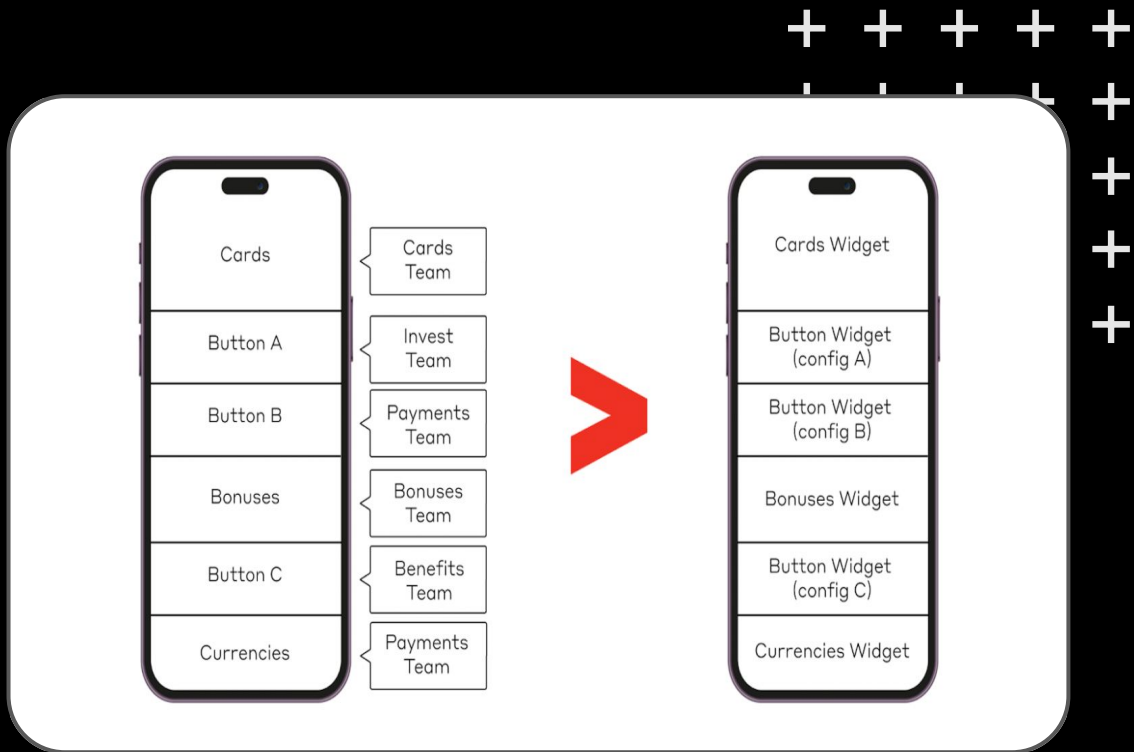 Cards
Cards
Team
Button A
Invest
Team
Button B
Payments
Team
Bonuses
Bonuses
Team
Button C
Benefits
Team
Currencies
Payments
Team
Cards Widget
Button Widget
(config A)
Button Widget
(config B)
Bonuses Widget
Button Widget
(config C)
Currencies Widget